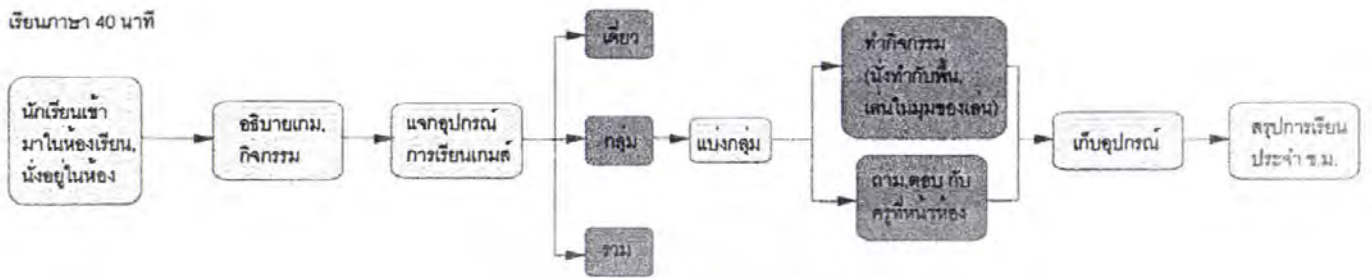 เรียนภาษา 40 นาที
นักเรียนเข้า
มาในห้องเรียน,
นั่งอยู่ในห้อง
อธิบายเกม,
กิจกรรม
แจกอุปกรณ์
การเรียนเกมส์
เดี่ยว
กลุ่ม
รวม
แบ่งกลุ่ม
ทำกิจกรรม
(นั่งทำกับพื้น,
เล่นในมุมของเล่น)
ถาม,ตอบ กับ
ครูที่หน้าห้อง
เก็บอุปกรณ์
สรุปการเรียน
ประจำ ช.ม.